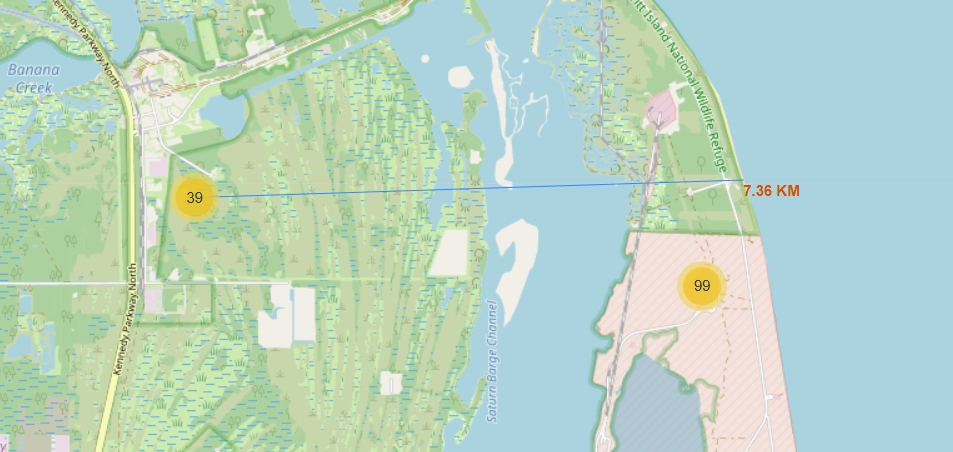 Kennedy Parkway North
Banana
Creek
itt Island National Wildlife Refuge
39
7.36 KM
99
Kennedy Parkway North
Saturn Barge Channel
y